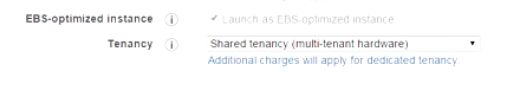 EBS-optimized instance
Launch as EBS-optimized instance
Tenancy
Shared tenancy (multi-tenant hardware)
Additional charges will apply for dedicated tenancy.